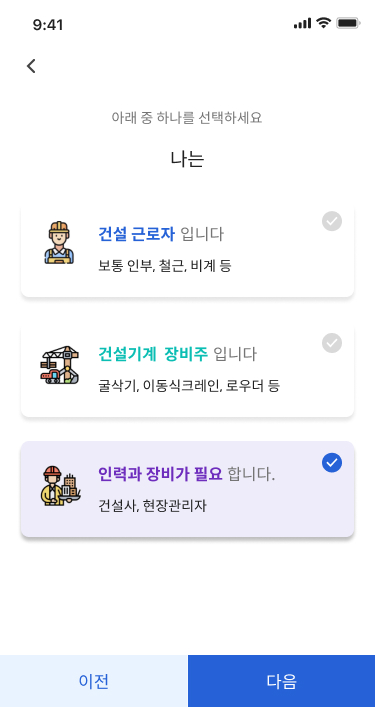 9:41
아래 중 하나를 선택하세요
나는
건설 근로자 입니다
보통 인부, 철근, 비계 등
건설기계  장비주 입니다
굴삭기, 이동식크레인, 로우더 등
인력과 장비가 필요 합니다.
건설사, 현장관리자
이전
다음